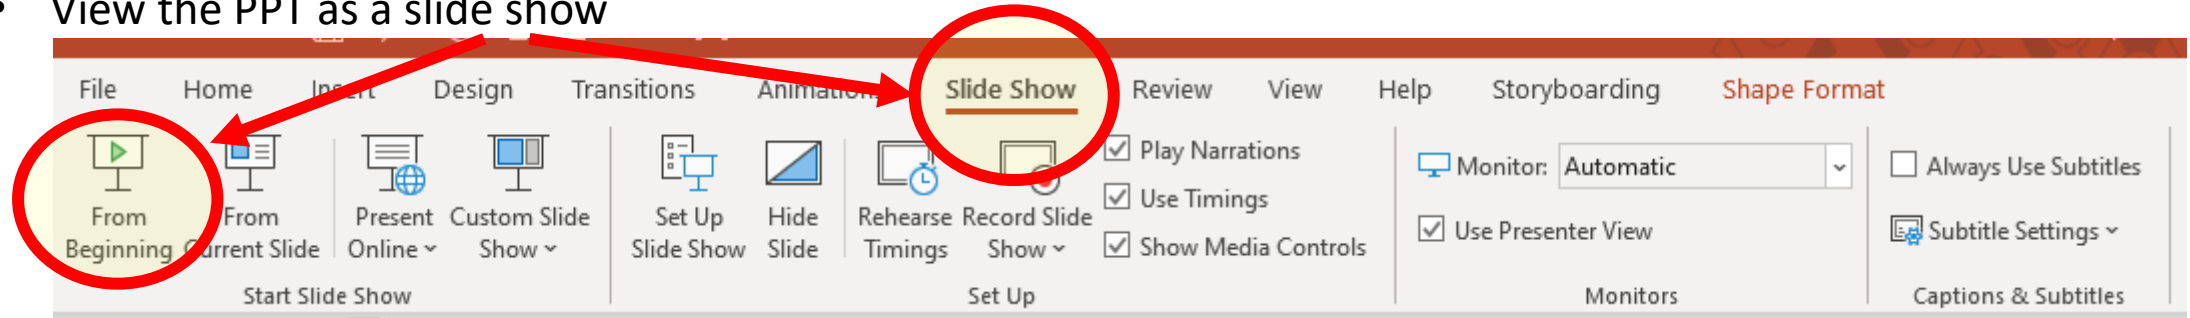 • View the PPT as a slide show
File Home Insert Design Transitions Animations Slide Show Review View Help Storyboarding Shape Format
From Beginning
From Current Slide
Present Online
Custom Slide Show
Set Up Slide Show
Hide Slide
Rehearse Timings
Record Slide Show
Play Narrations
Use Timings
Show Media Controls
Monitor: Automatic
Use Presenter View
Always Use Subtitles
Subtitle Settings
Start Slide Show
Set Up
Monitors
Captions & Subtitles